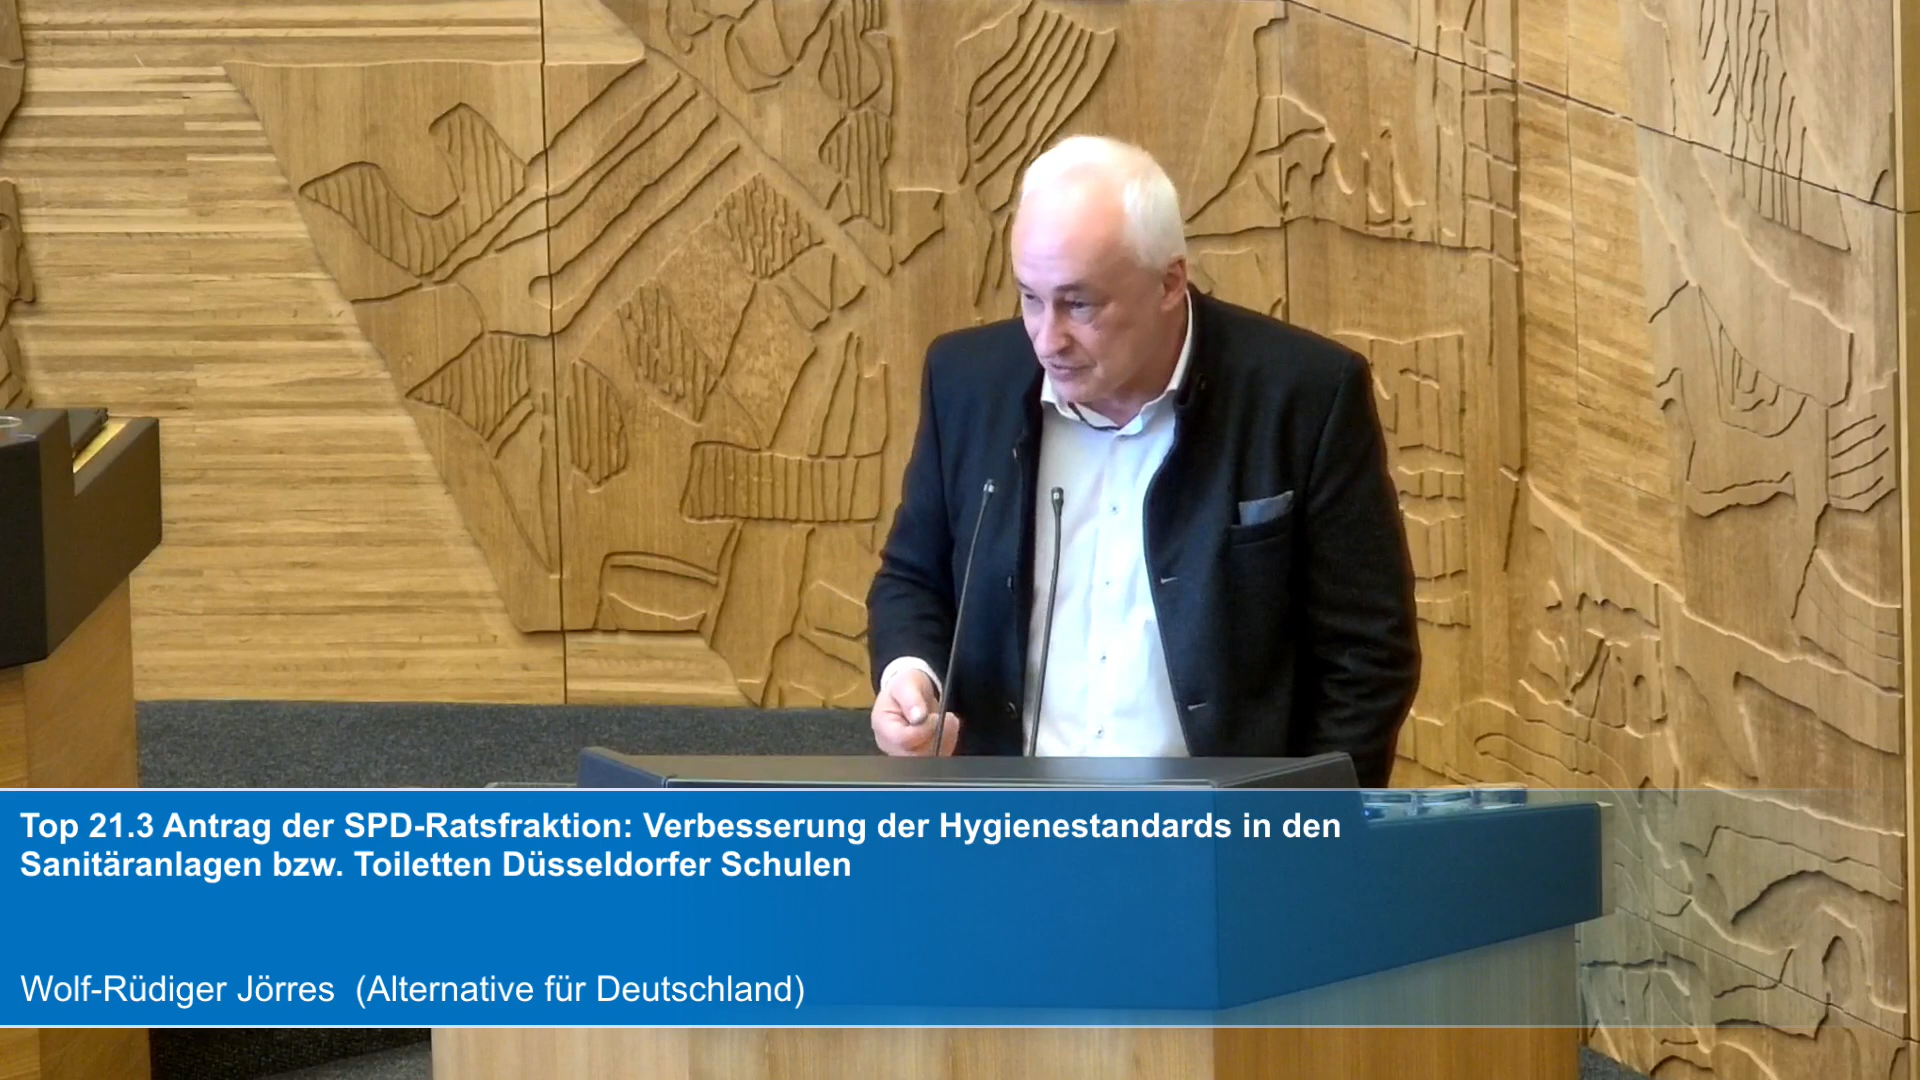 Top 21.3 Antrag der SPD-Ratsfraktion: Verbesserung der Hygienestandards in den
Sanitäranlagen bzw. Toiletten Düsseldorfer Schulen
Wolf-Rüdiger Jörres (Alternative für Deutschland)